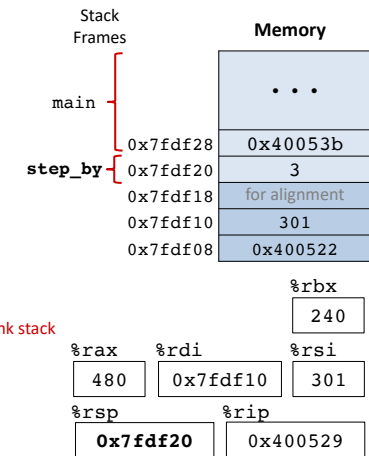 Stack
Frames
Memory
• • •
main
0x7fdf28 0x40053b
step_by 0x7fdf20 3
0x7fdf18 for alignment
0x7fdf10 301
0x7fdf08 0x400522
%rbx
240
nk stack
%rax %rdi %rsi
480 0x7fdf10 301
%rsp %rip
0x7fdf20 0x400529